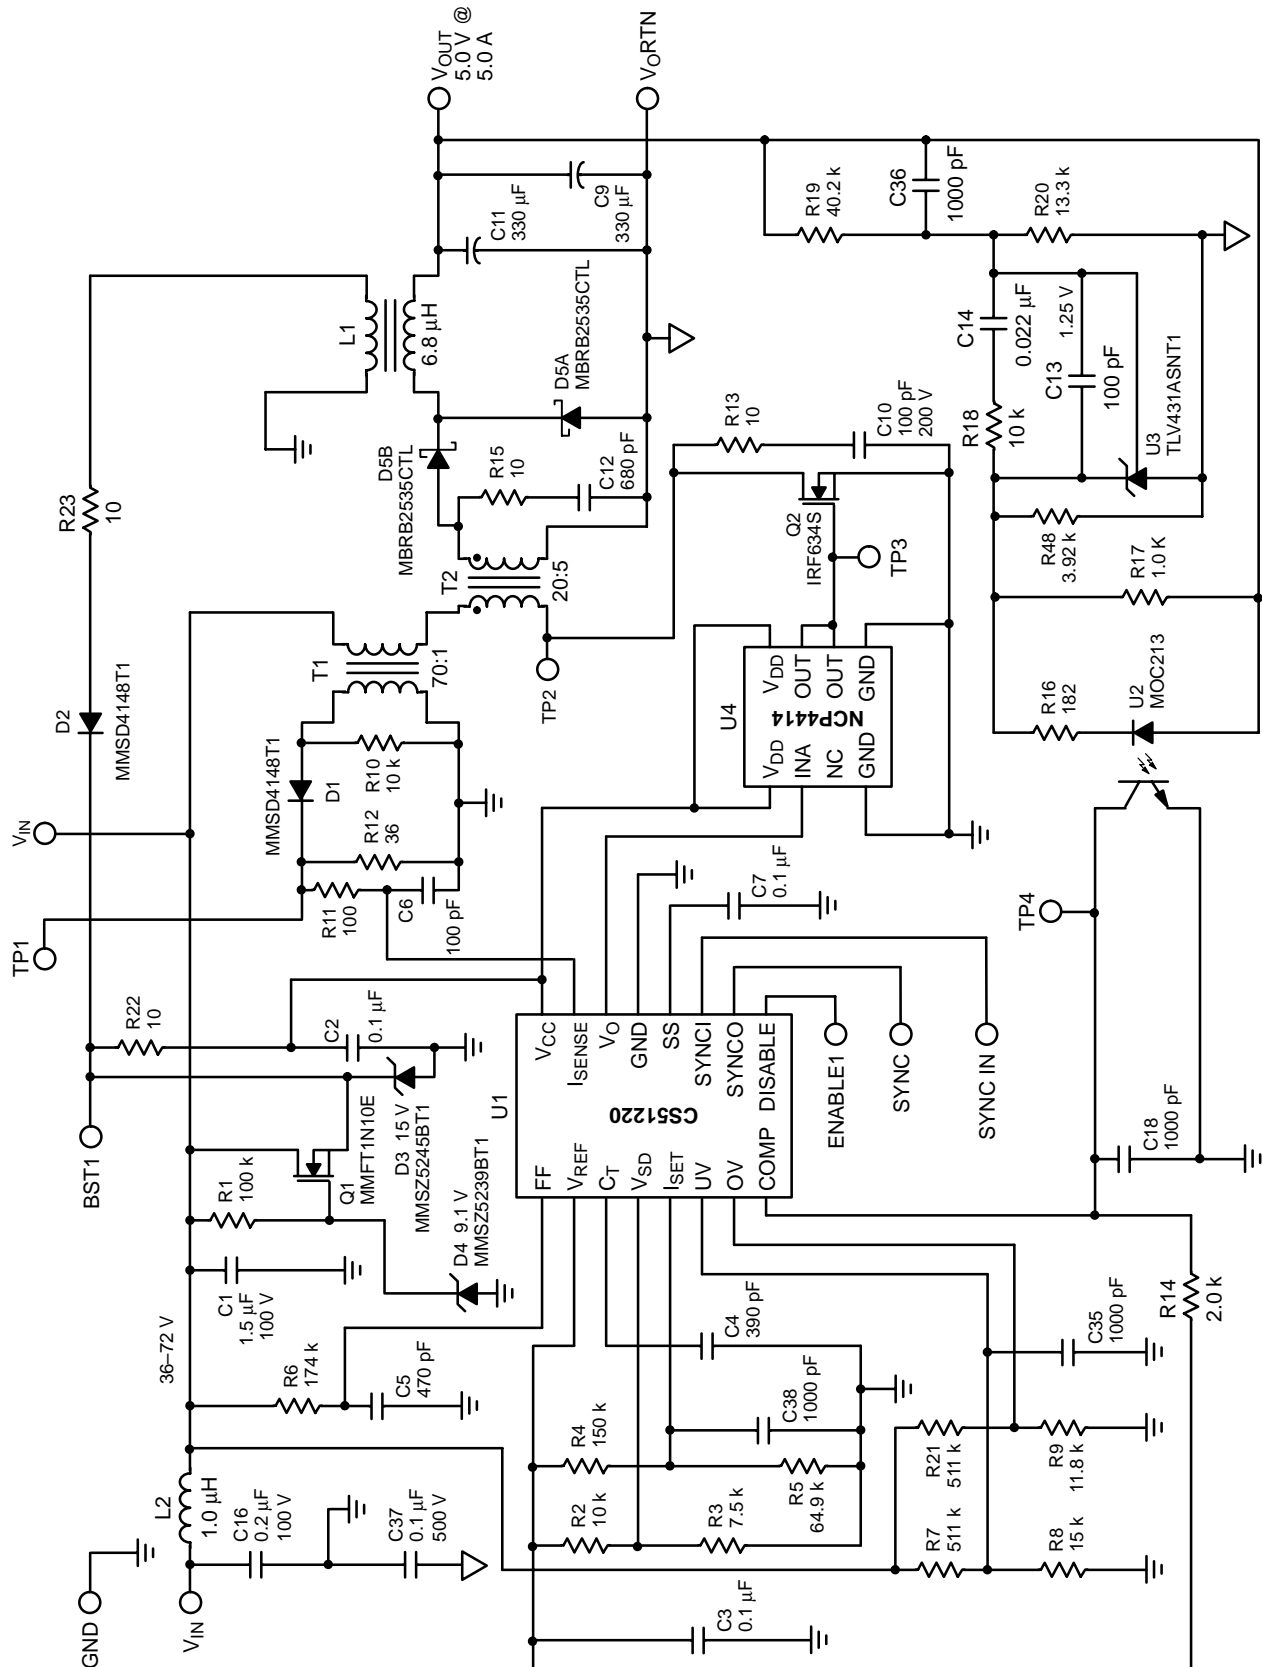 VOUT
5.0 V @
5.0 A
VORTN
R23
10
D2
MMSD4148T1
L1
6.8 µH
C11
330 µF
C9
330 µF
D5A
MBRB2535CTL
D5B
MBRB2535CTL
R15
10
C12
680 pF
T2
20:5
T1
70:1
TP2
VIN
MMSD4148T1
D1
R10
10 k
R12
36
R11
100
C6
100 pF
TP1
R22
10
C2
0.1 µF
BST1
D3 15 V
MMSZ5245BT1
Q1
MMFT1N10E
R1
100 k
D4 9.1 V
MMSZ5239BT1
C1
1.5 µF
100 V
36–72 V
R6
174 k
C5
470 pF
L2
1.0 µH
C16
0.2 µF
100 V
C37
0.1 µF
500 V
GND
VIN
U1
CS51220
FF
VREF
CT
VSD
ISET
UV
OV
COMP
VCC
ISENSE
VO
GND
SS
SYNCI
SYNCO
DISABLE
C7
0.1 µF
ENABLE1
SYNC
SYNC IN
U4
NCP4414
VDD
INA
NC
GND
VDD
OUT
OUT
GND
Q2
IRF634S
TP3
R13
10
C10
100 pF
200 V
R19
40.2 k
C36
1000 pF
R20
13.3 k
C14
0.022 µF
1.25 V
C13
100 pF
R18
10 k
U3
TLV431ASNT1
R48
3.92 k
R17
1.0 K
R16
182
U2
MOC213
TP4
C18
1000 pF
R14
2.0 k
C4
390 pF
C38
1000 pF
R4
150 k
R5
64.9 k
R2
10 k
R3
7.5 k
C3
0.1 µF
C35
1000 pF
R21
511 k
R9
11.8 k
R7
511 k
R8
15 k